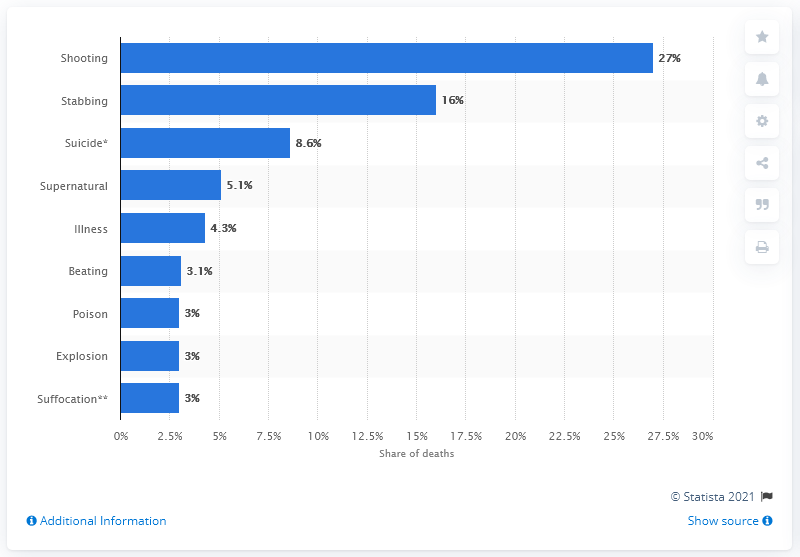 Shooting 27%
Stabbing 16%
Suicide* 8.6%
Supernatural 5.1%
Illness 4.3%
Beating 3.1%
Poison 3%
Explosion 3%
Suffocation** 3%
0% 2.5% 5% 7.5% 10% 12.5% 15% 17.5% 20% 22.5% 25% 27.5% 30%
Share of deaths
© Statista 2021
Additional Information Show source